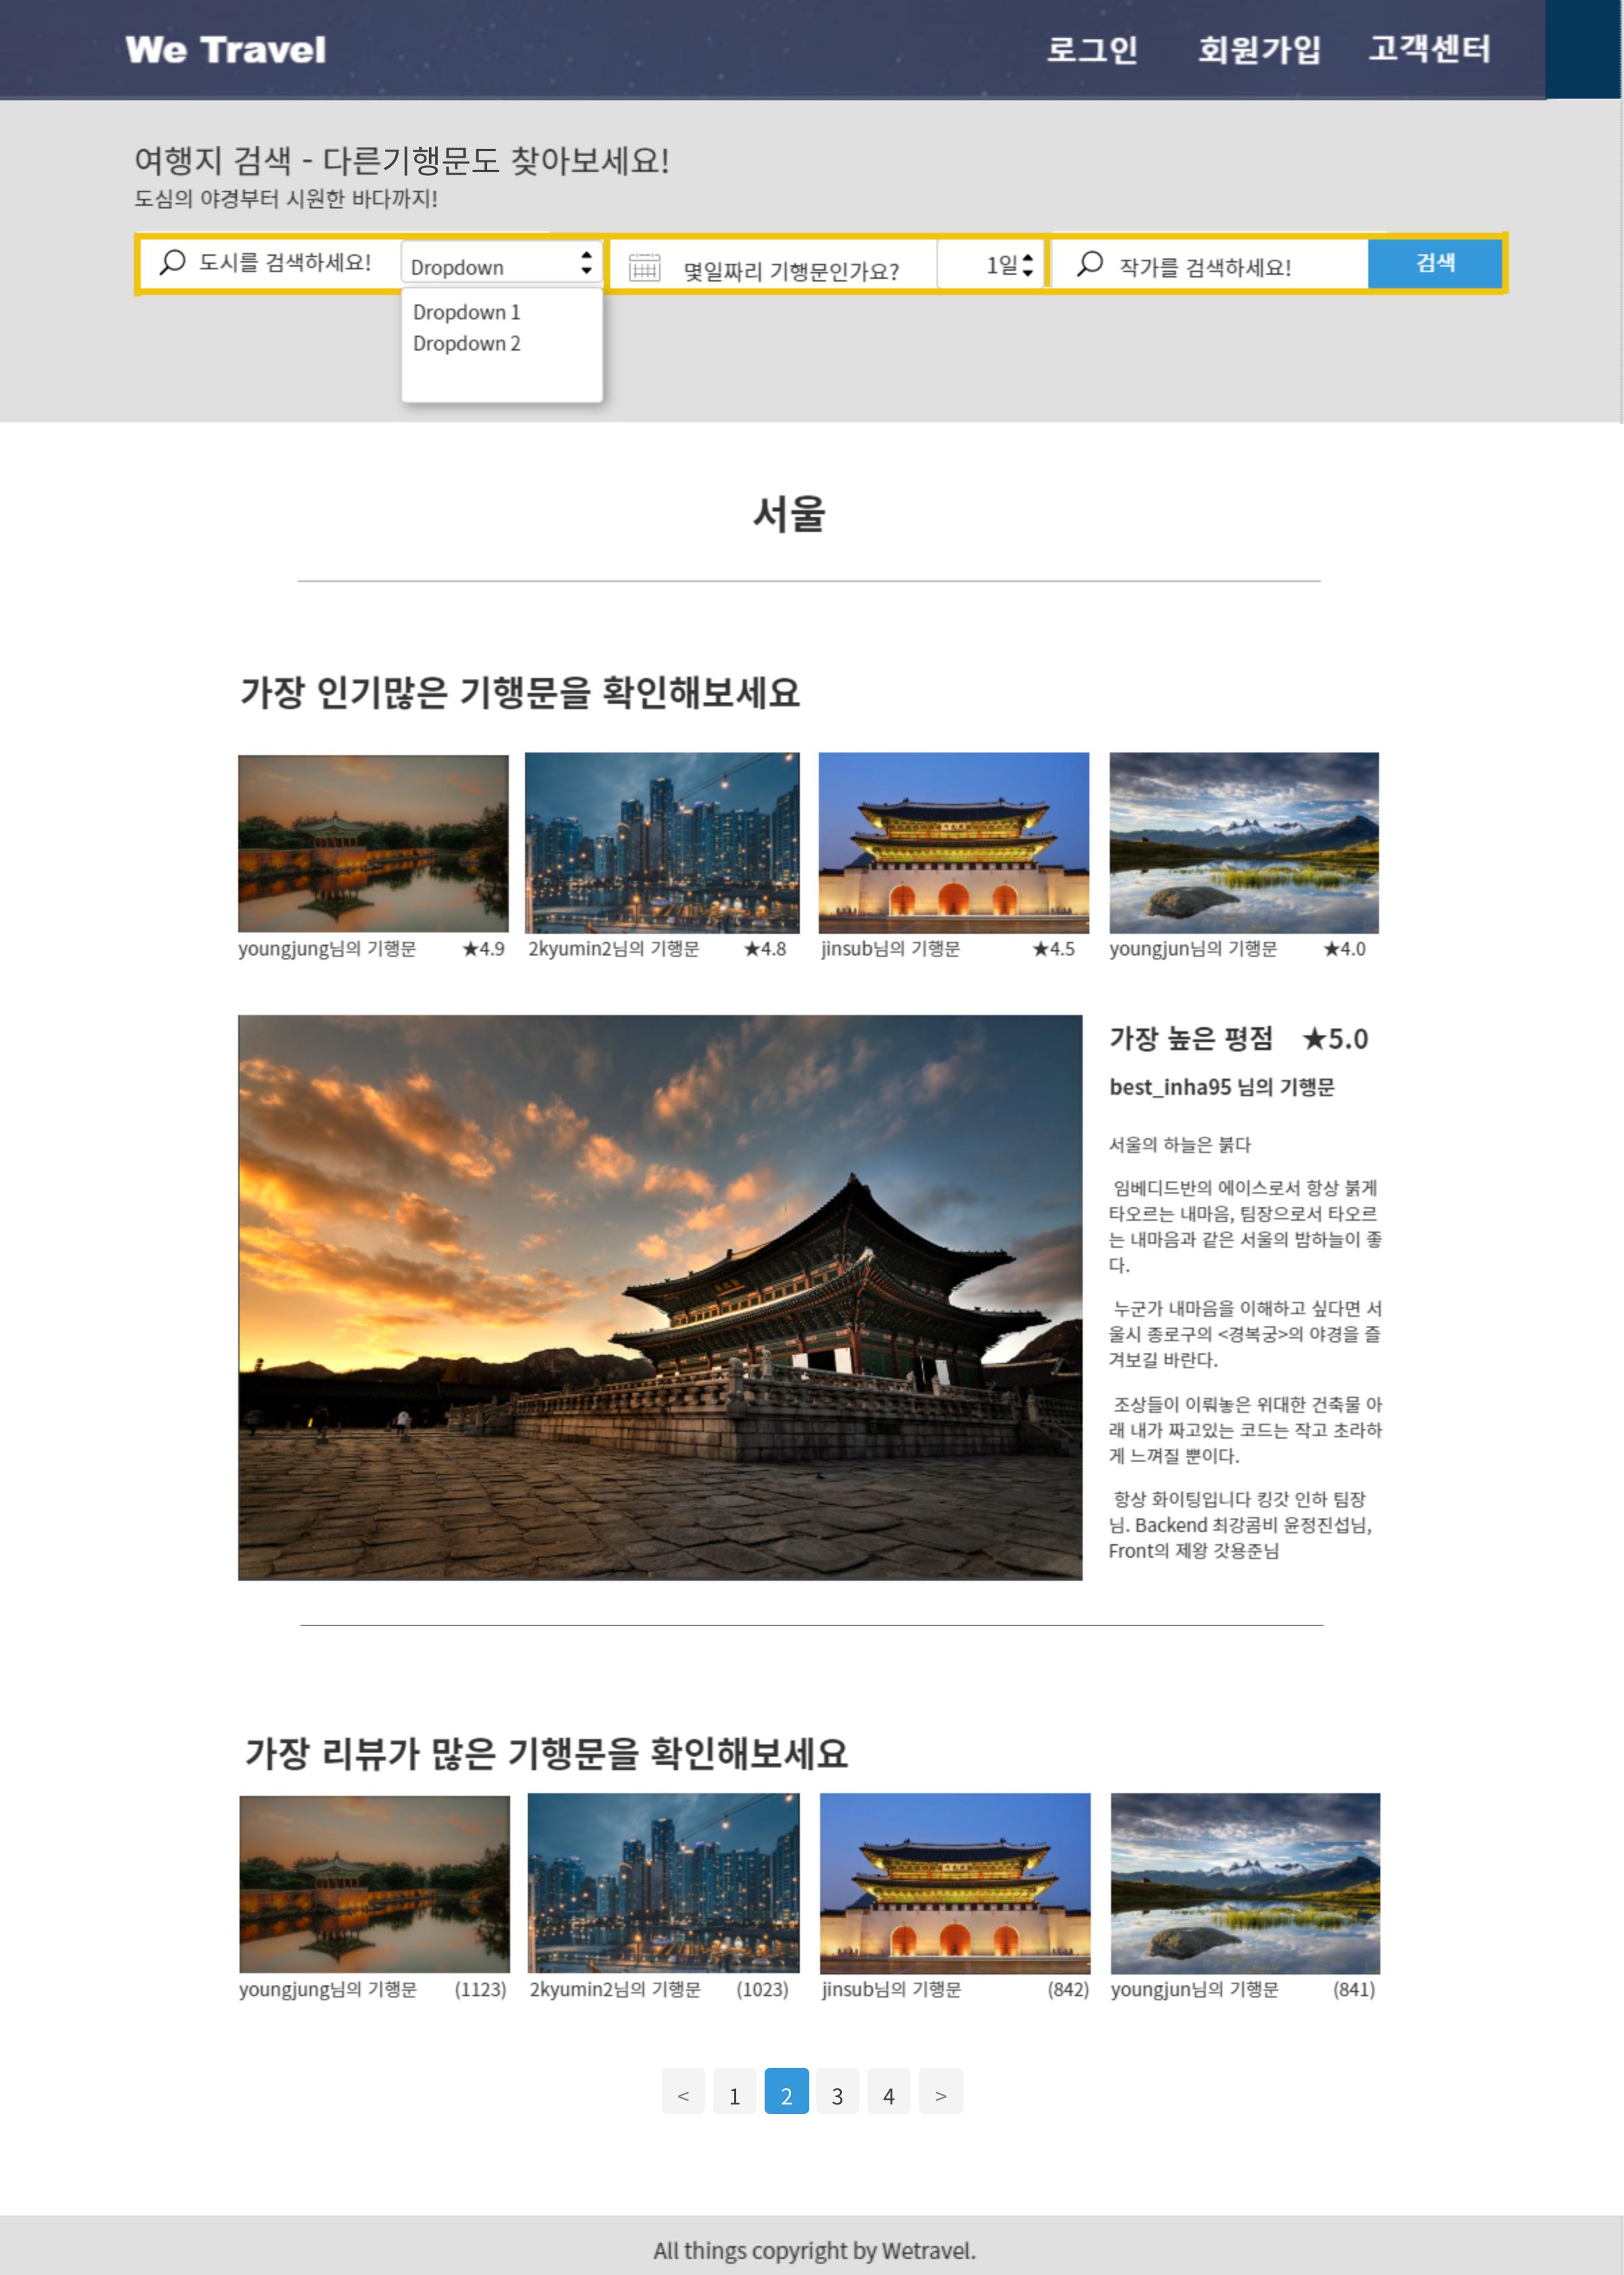 We Travel 로그인 회원가입 고객센터
여행지 검색 - 다른기행문도 찾아보세요!
도심의 야경부터 시원한 바다까지!
도시를 검색하세요! Dropdown 몇일짜리 기행문인가요? 1일 작가를 검색하세요! 검색
Dropdown 1
Dropdown 2
서울
가장 인기많은 기행문을 확인해보세요
youngjung님의 기행문 ★4.9 2kyumin2님의 기행문 ★4.8 jinsub님의 기행문 ★4.5 youngjun님의 기행문 ★4.0
가장 높은 평점 ★5.0
best_inha95 님의 기행문
서울의 하늘은 붉다
임베디드반의 에이스로서 항상 붉게
타오르는 내마음, 팀장으로서 타오르
는 내마음과 같은 서울의 밤하늘이 좋
다.
누군가 내마음을 이해하고 싶다면 서
울시 종로구의 <경복궁>의 야경을 즐
겨보길 바란다.
조상들이 이뤄놓은 위대한 건축물 아
래 내가 짜고있는 코드는 작고 초라하
게 느껴질 뿐이다.
항상 화이팅입니다 킹갓 인하 팀장
님. Backend 최강콤비 윤정진섭님,
Front의 제왕 갓용준님
가장 리뷰가 많은 기행문을 확인해보세요
youngjung님의 기행문 (1123) 2kyumin2님의 기행문 (1023) jinsub님의 기행문 (842) youngjun님의 기행문 (841)
< 1 2 3 4 >
All things copyright by Wetravel.